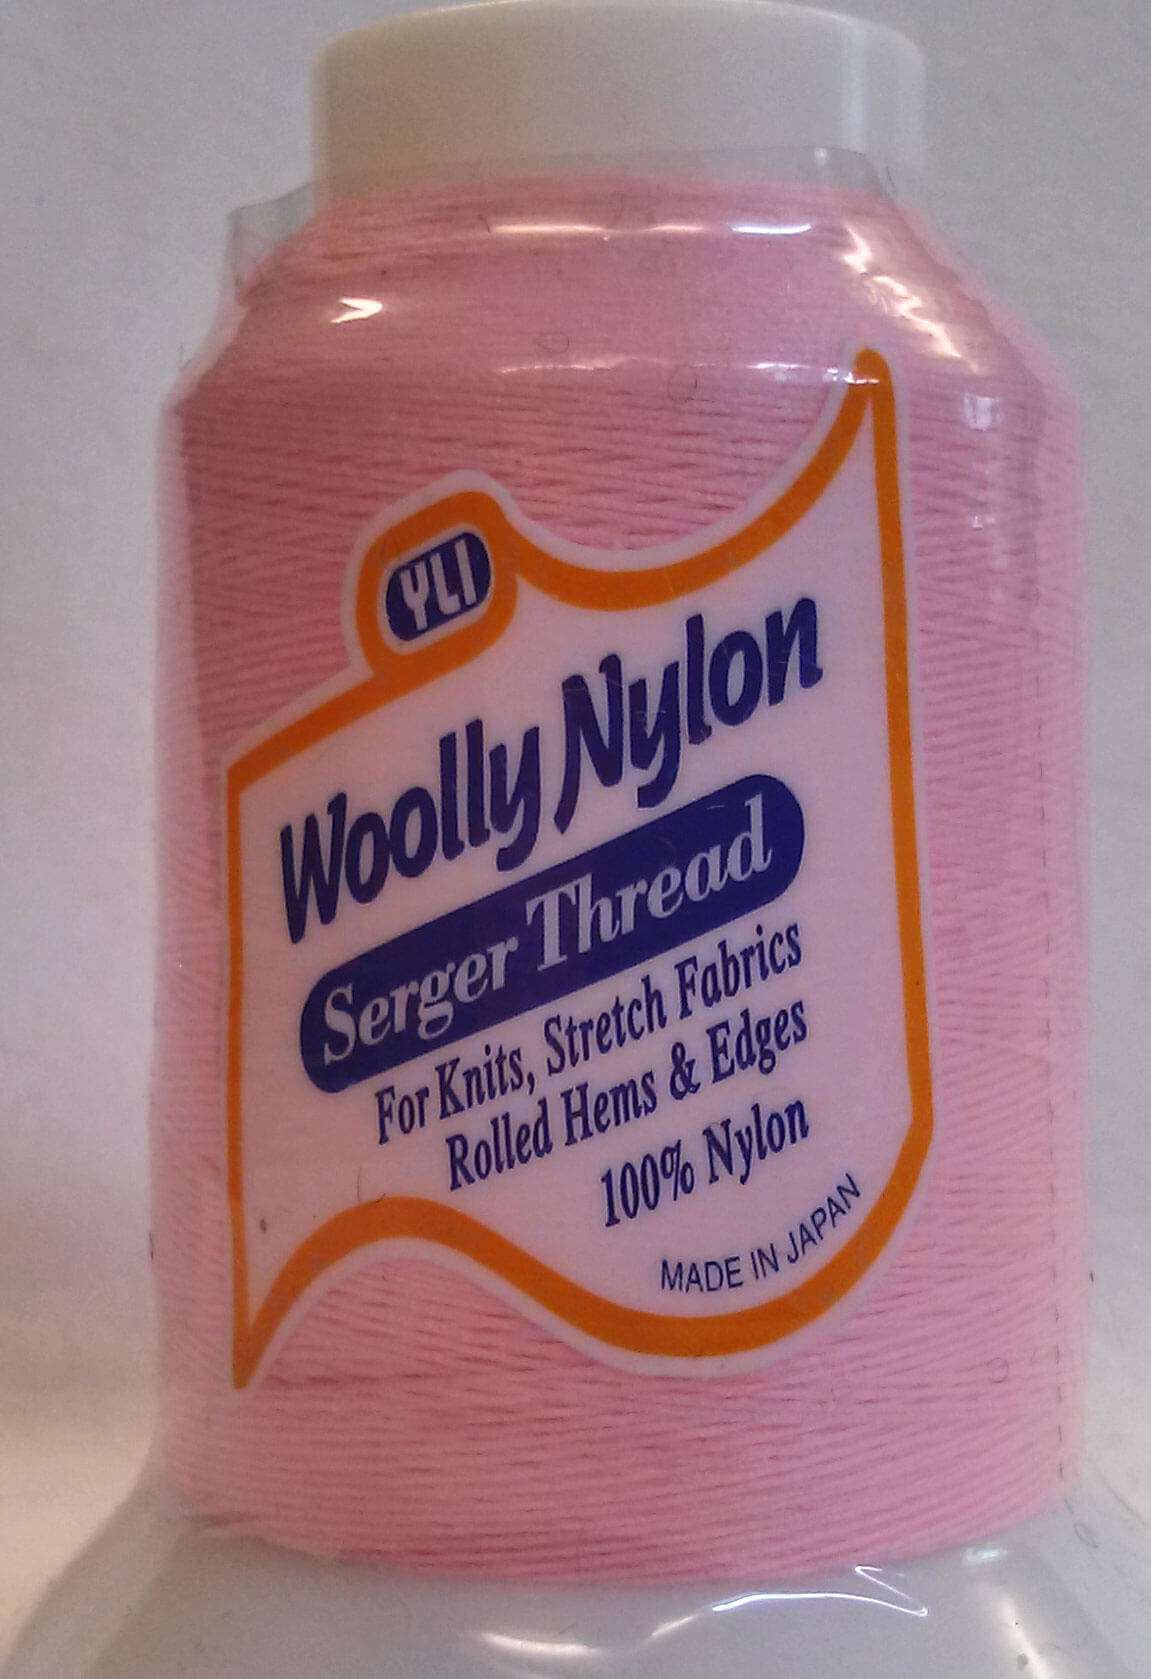 YLI
Woolly Nylon
Serger Thread
For Knits, Stretch Fabrics
Rolled Hems & Edges
100% Nylon
MADE IN JAPAN